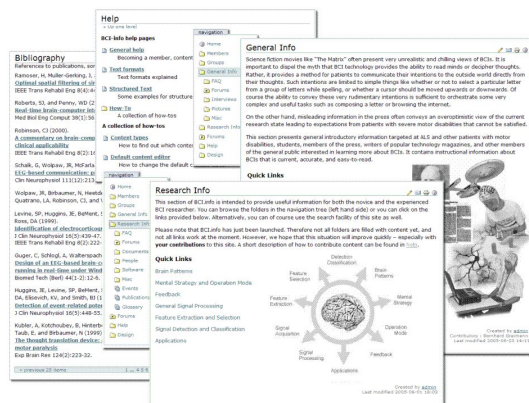 Help
Up one level
BCI-info help pages
General help
Becoming a member, content
Text formats
Text formats explained
Structured Text
Some examples for structure
How-To
A collection of how-tos
A collection of how-tos
Content Types
How to find out which conten
Default content editor
How to change the default c
navigation
Home
Members
Groups
General Info
FAQ
Forums
Interviews
Pictures
Misc
Research Info
Forums
Help
Design
General Info
Science fiction movies like "The Matrix" often present very unrealistic and chilling views of BCIs. It is
important to dispel the myth that BCI technology provides the ability to read minds or decipher thoughts.
Rather, it provides a method for patients to communicate their intentions to the outside world directly from
their thoughts. Such intentions are limited to simple things like whether or not to select a particular letter
from a group of letters while spelling, or whether a cursor should be moved upwards or downwards. Of
course the ability to convey these very rudimentary intentions is sufficient to orchestrate some very
complex and useful tasks such as composing a letter or browsing the internet.
On the other hand, misleading information in the press often conveys an overoptimistic view of the current
research state leading to expectations from patients with severe motor disabilities that cannot be satisfied.
This section presents general introductory information targeted at ALS and other patients with motor
disabilities, students, members of the press, writers of popular technology magazines, and other members
of the general public interested in learning more about BCIs. It contains instructional information about
BCIs that is current, accurate, and easy-to-read.
Quick Links
Created by admin
Contributors : Bernhard Graimann
Bibliography
References to publications, sor
Ramoser, H, Muller-Gerking, J,
Optimal spatial filtering of sin
IEEE Trans Rehabil Eng 8(4):4
Roberts, SJ, and Penny, WD (2
Real-time brain-computer inte
Med Biol Eng Comput 38(1):56
Robinson, CJ (2000).
A commentary on brain-comp
clinical applicability
IEEE Trans Rehabil Eng 8(2):1
Schalk, G, Wolpaw, JR, McFarla
EEG-based communication: p
Clin Neurophysiol 111(12):213
Wolpaw, JR, Birbaumer, N, Heetde
Quatrano, LA, Robinson, CJ, and V
Levine, SP, Huggins, JE, BeMent, S
Ross, DA (1999).
Identification of electrocorticogr
J Clin Neurophysiol 16(5):439-47.
IEEE Trans Rehabil Eng 8(2):222-
Guger, C, Schlogl, A, Walterspach
Design of an EEG-based brain-c
running in real-time under Wind
Biomed Tech (Berl) 44(1-2):12-6.
Huggins, JE, Levine, SP, BeMent,
DA, Elisevich, KV, and Smith, BJ (1
Detection of event-related poten
J Clin Neurophysiol 16(5):448-55.
Kubler, A, Kotchoubey, B, Hinterb
Taub, E, and Birbaumer, N (1999)
The thought translation device:
motor paralysis
Exp Brain Res 124(2):223-32.
previous 20 items
navigation
Home
Members
Groups
General Info
Research Info
FAQ
Forums
Documents
People
Software
Misc
Events
Publications
Glossary
Forums
Help
Design
Research Info
This section of BCI.info is intended to provide useful information for both the novice and the experienced
BCI researcher. You can browse the folders in the navigation tree (left hand side) or you can click on the
links provided below. Alternatively, you can of course use the search facility of this site as well.
Please note that BCI.info has just been launched. Therefore not all folders are filled with content yet, and
not all links work at the moment. However, we hope that this situation will improve quickly – especially with
your contributions to this site. A short description of how to contribute content can be found in here.
Quick Links
Brain Patterns
Mental Strategy and Operation Mode
Feedback
General Signal Processing
Feature Extraction and Selection
Signal Detection and Classification
Applications
Detection
Classification
Brain
Patterns
Mental
Strategy
Operation
Mode
Feedback
Applications
Signal
Processing
Signal
Acquisition
Feature
Extraction
Feature
Selection
Created by admin